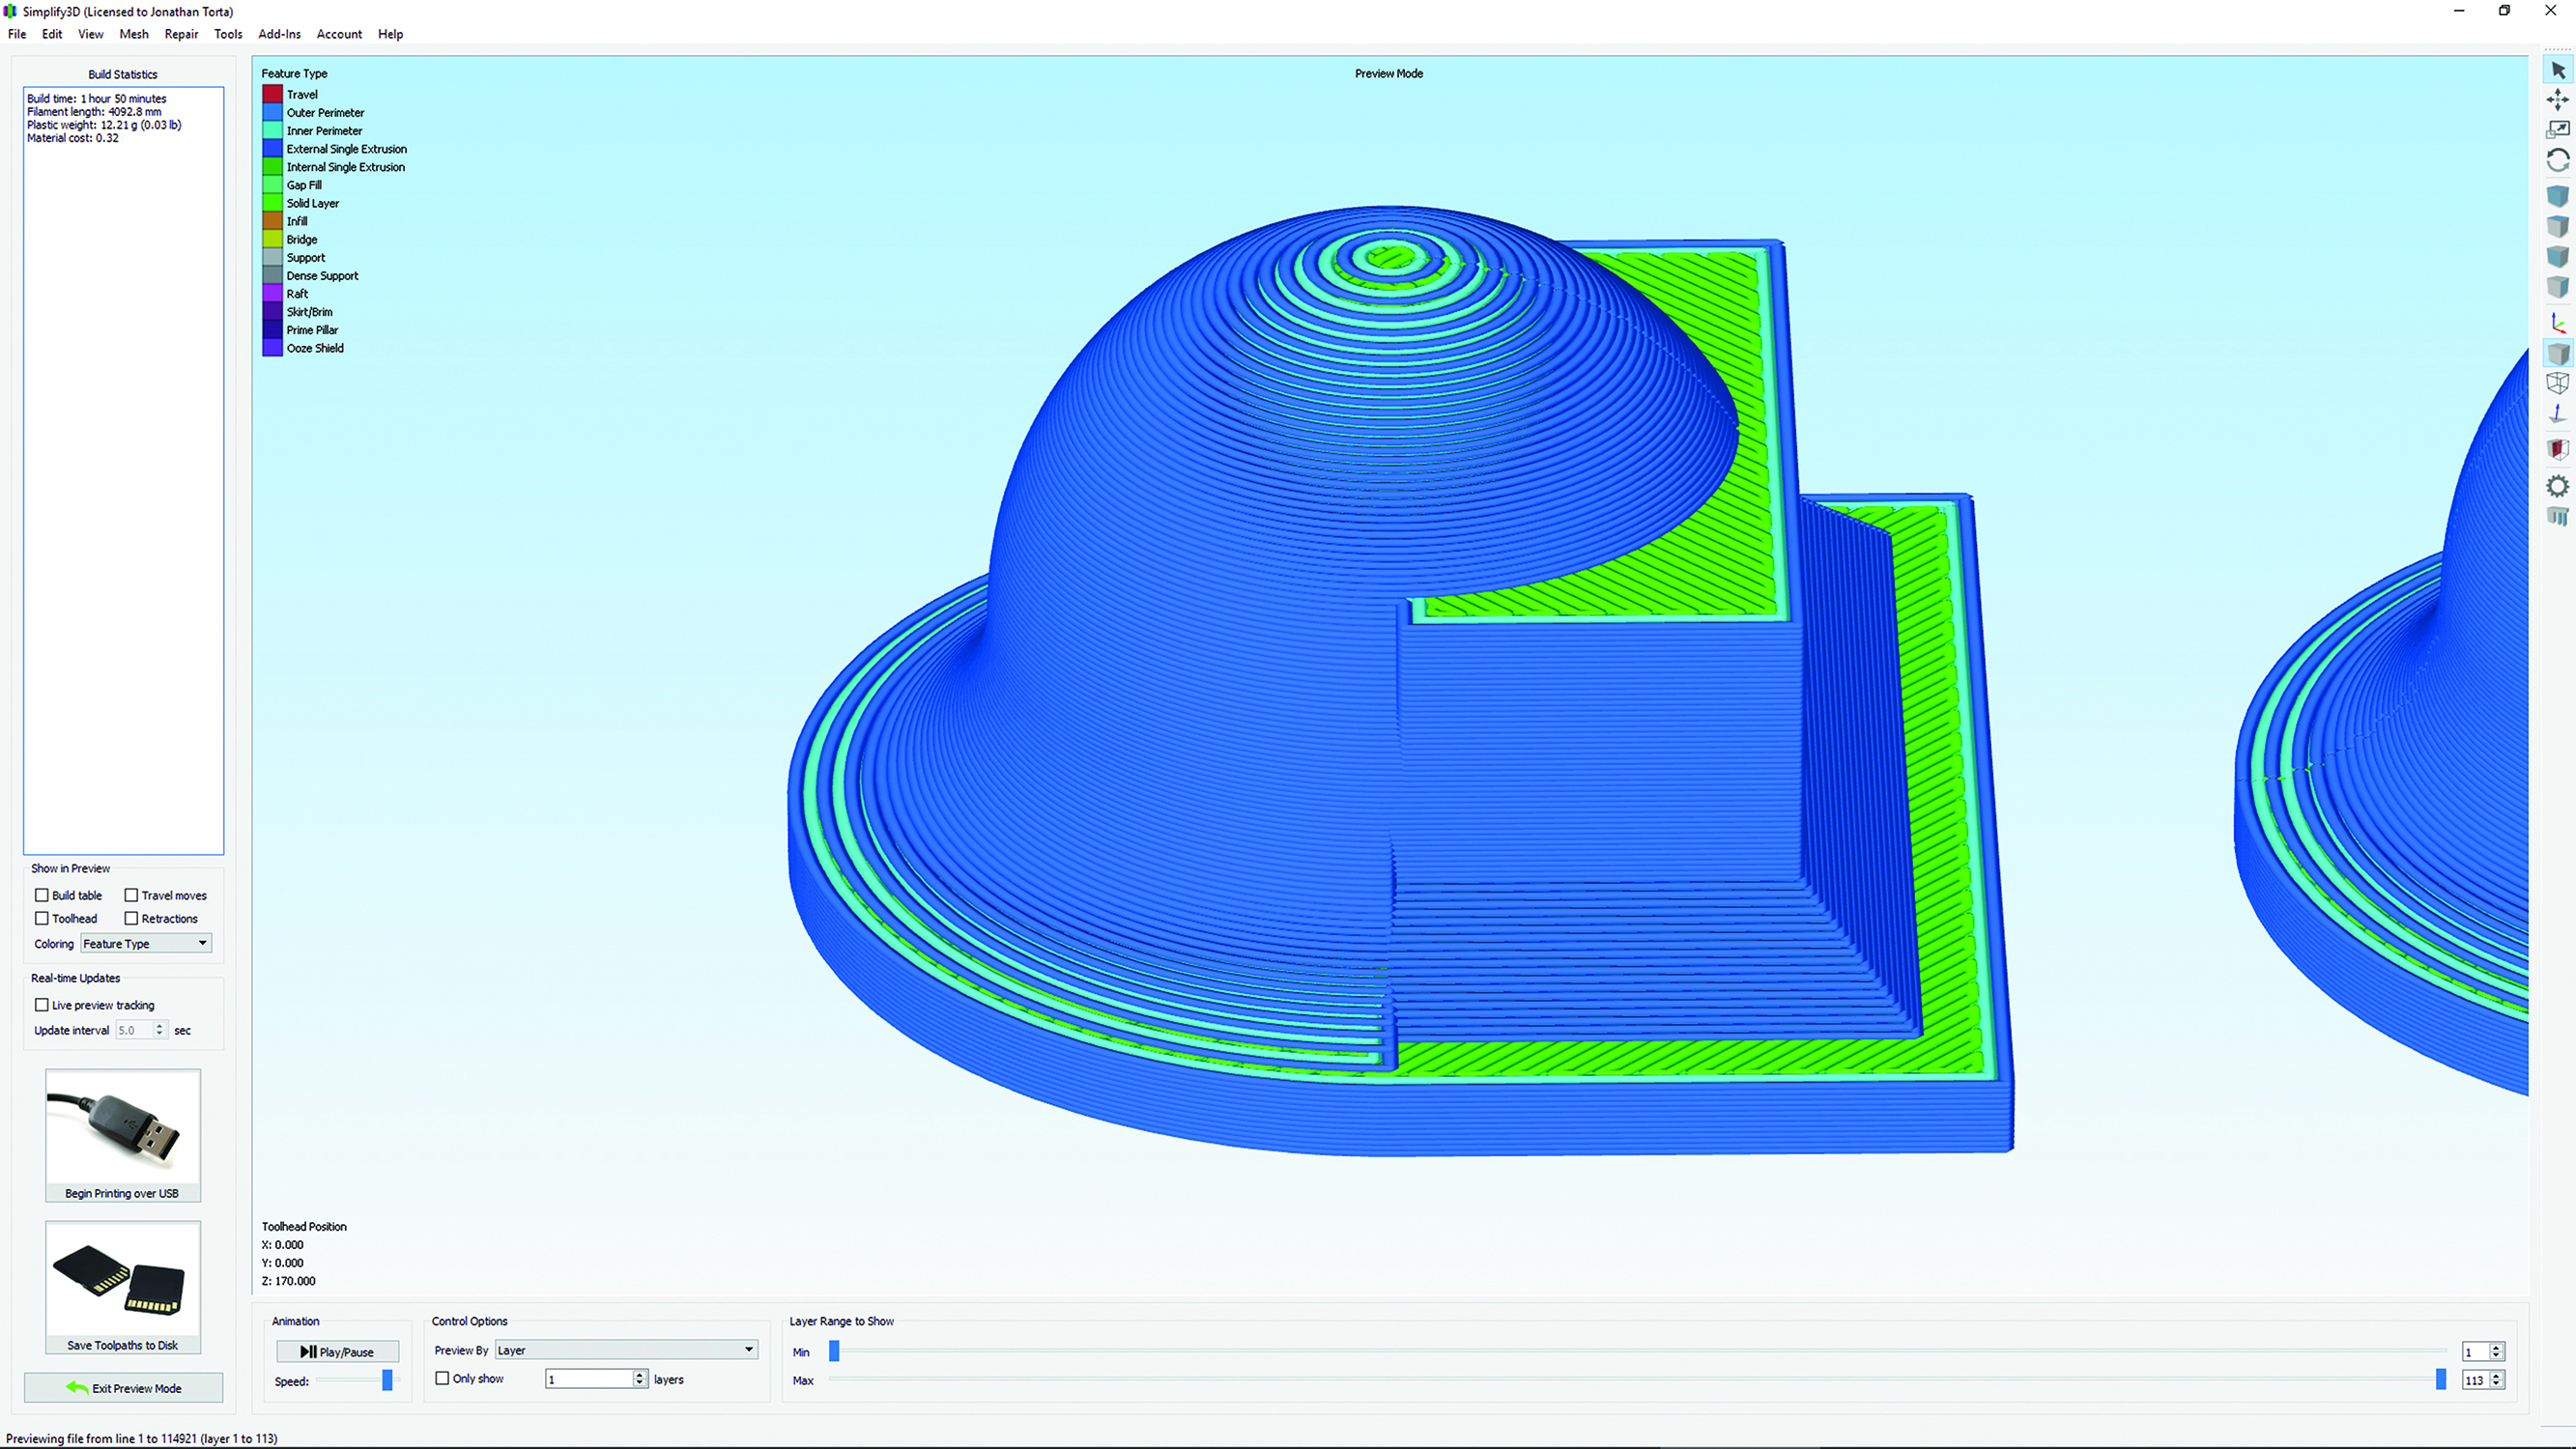 Simplify3D (Licensed to Jonathan Torta)
File Edit View Mesh Repair Tools Add-Ins Account Help
Build Statistics
Build time: 1 hour 50 minutes
Filament length: 4092.8 mm
Plastic weight: 12.21 g (0.03 lb)
Material cost: 0.32
Show in Preview
Build table Travel moves
Toolhead Retractions
Coloring Feature Type
Real-time Updates
Live preview tracking
Update interval 5.0 sec
Begin Printing over USB
Save Toolpaths to Disk
Exit Preview Mode
Feature Type
Travel
Outer Perimeter
Inner Perimeter
External Single Extrusion
Internal Single Extrusion
Gap Fill
Solid Layer
Infill
Bridge
Support
Dense Support
Raft
Skirt/Brim
Prime Pillar
Ooze Shield
Preview Mode
Toolhead Position
X: 0.000
Y: 0.000
Z: 170.000
Animation
Play/Pause
Speed:
Control Options
Preview By Layer
Only show 1 layers
Layer Range to Show
Min 1
Max 113
Previewing file from line 1 to 114921 (layer 1 to 113)